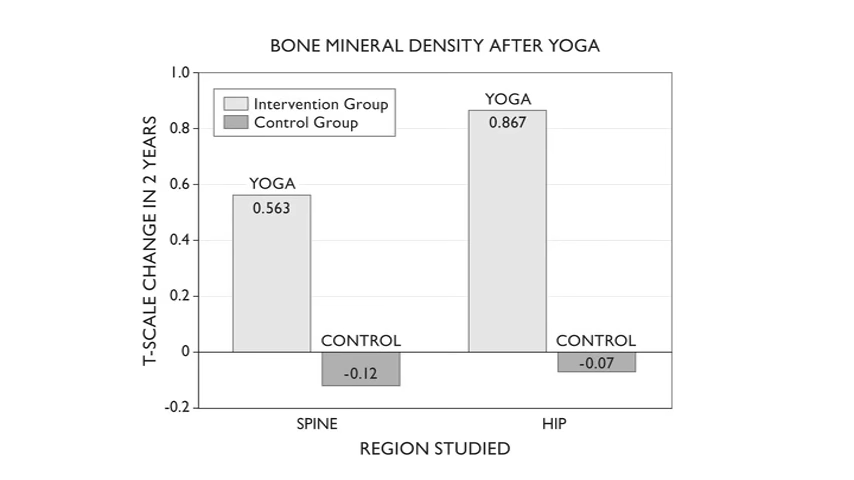 BONE MINERAL DENSITY AFTER YOGA
T-SCALE CHANGE IN 2 YEARS
1.0
0.8
0.6
0.4
0.2
0
-0.2
Intervention Group
Control Group
YOGA
0.563
CONTROL
-0.12
YOGA
0.867
CONTROL
-0.07
SPINE
HIP
REGION STUDIED